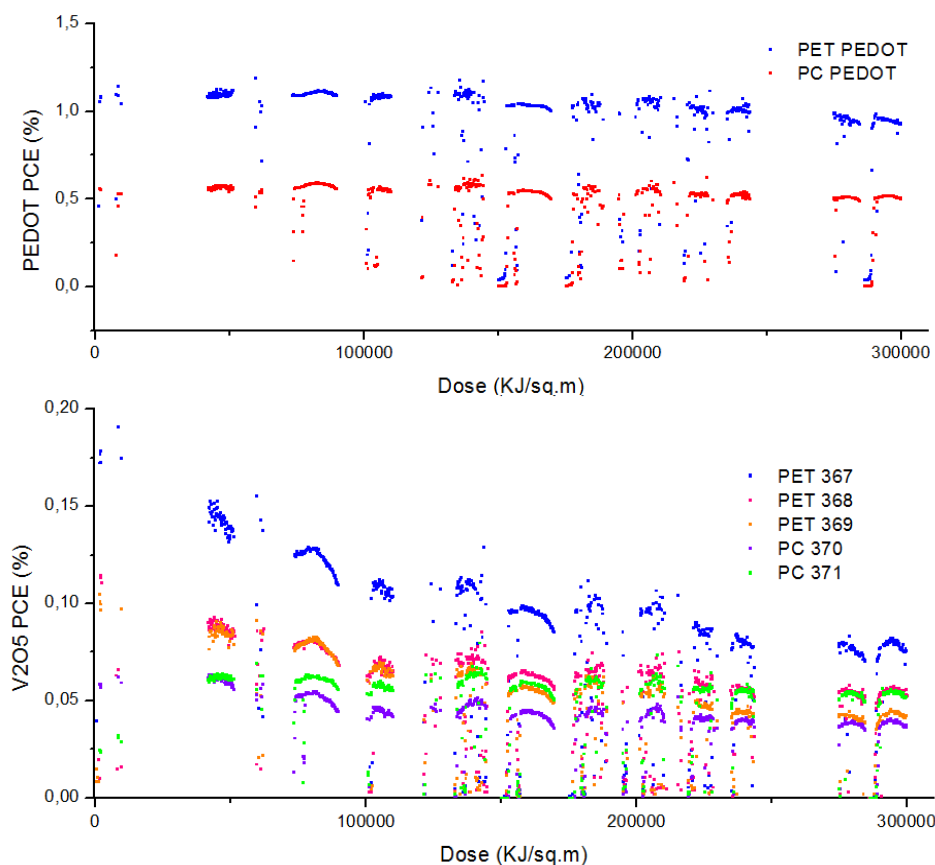 1,5
1,0
0,5
0,0
PEDOT PCE (%)
PET PEDOT
PC PEDOT
0
100000
200000
300000
Dose (KJ/sq.m)
0,20
0,15
0,10
0,05
0,00
V2O5 PCE (%)
PET 367
PET 368
PET 369
PC 370
PC 371
0
100000
200000
300000
Dose (KJ/sq.m)